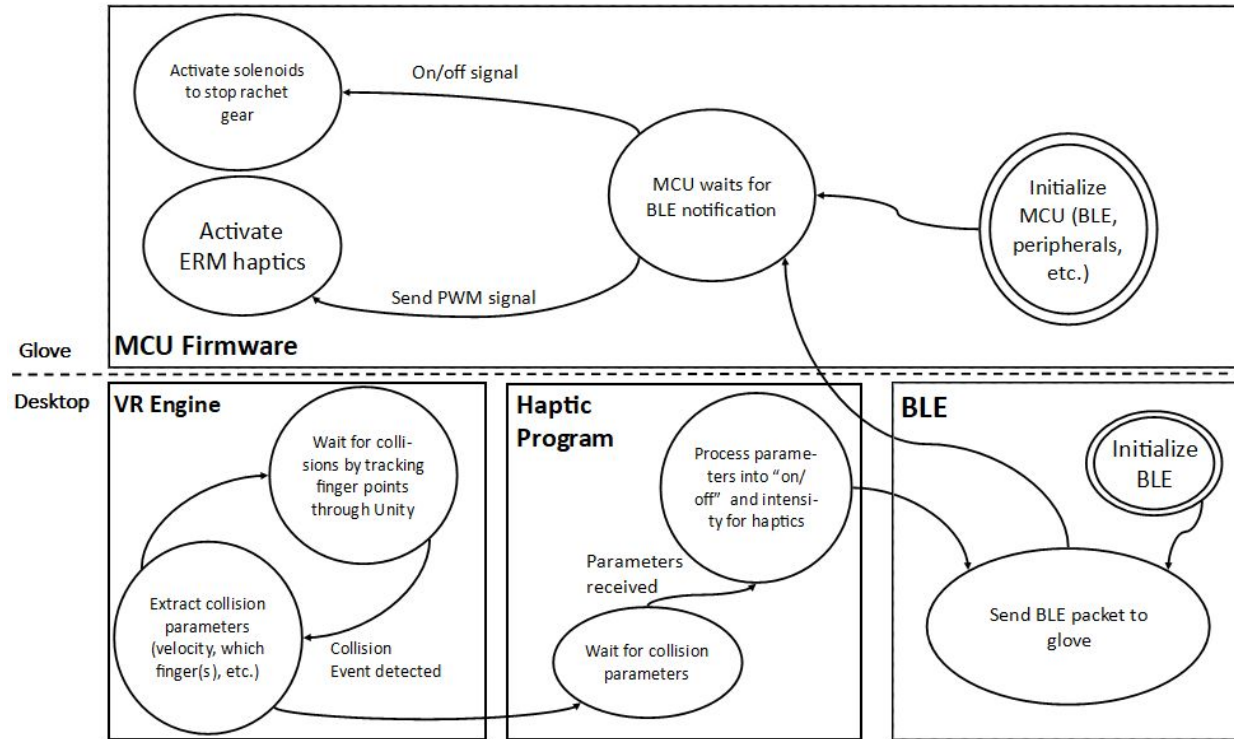 Activate solenoids
to stop rachet
gear
On/off signal
MCU waits for
BLE notification
Initialize
MCU (BLE,
peripherals,
etc.)
Activate
ERM haptics
Send PWM signal
MCU Firmware
Glove
Desktop
VR Engine
Wait for colli-
sions by tracking
finger points
through Unity
Extract collision
parameters
(velocity, which
finger(s), etc.)
Collision
Event detected
Haptic
Program
Process parame-
ters into “on/
off” and intensi-
ty for haptics
Parameters
received
Wait for collision
parameters
BLE
Initialize
BLE
Send BLE packet to
glove